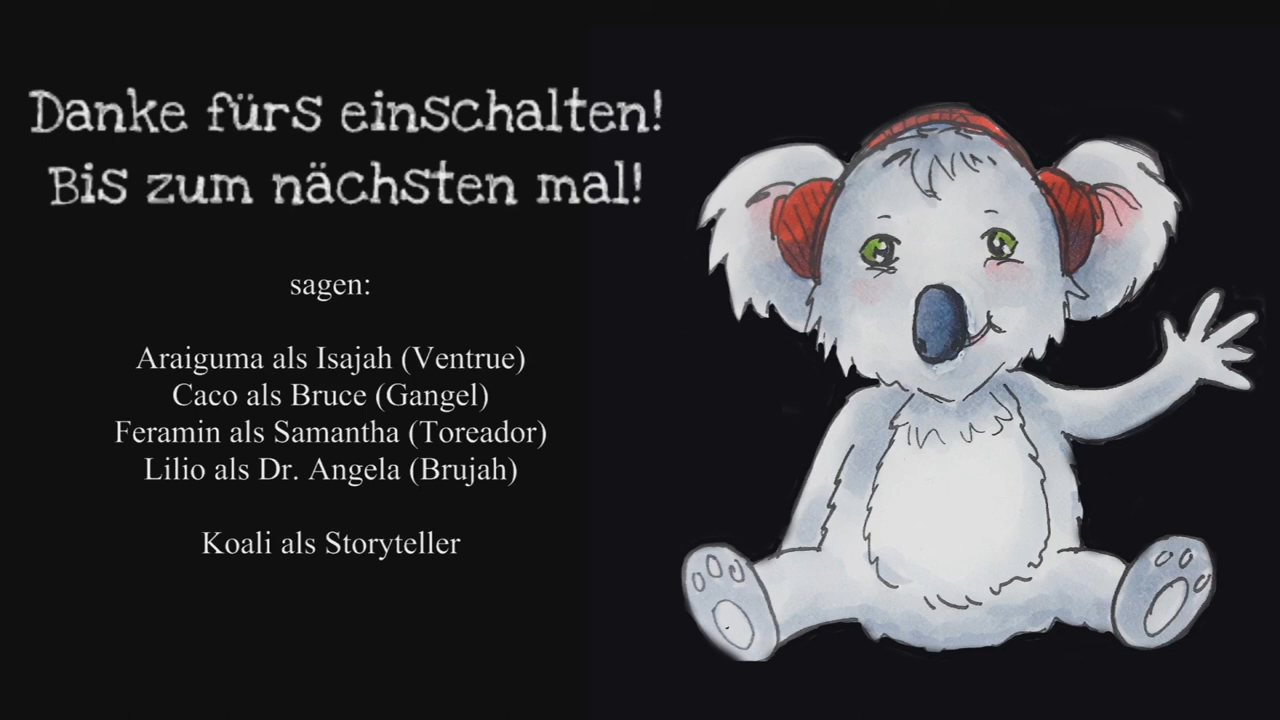 Danke fürs einschalten!
Bis zum nächsten mal!
sagen:
Araiguma als Isajah (Ventrue)
Caco als Bruce (Gangel)
Feramin als Samantha (Toreador)
Lilio als Dr. Angela (Brujah)
Koali als Storyteller